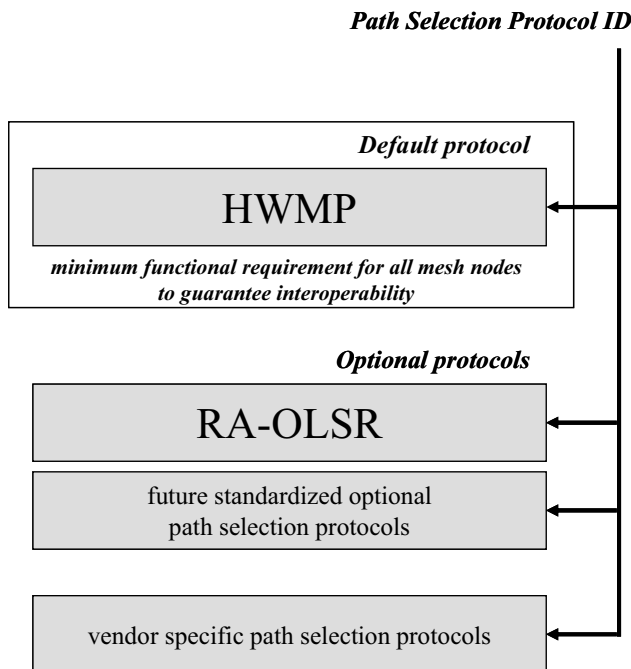 Path Selection Protocol ID
Default protocol
HWMP
minimum functional requirement for all mesh nodes
to guarantee interoperability
Optional protocols
RA-OLSR
future standardized optional
path selection protocols
vendor specific path selection protocols